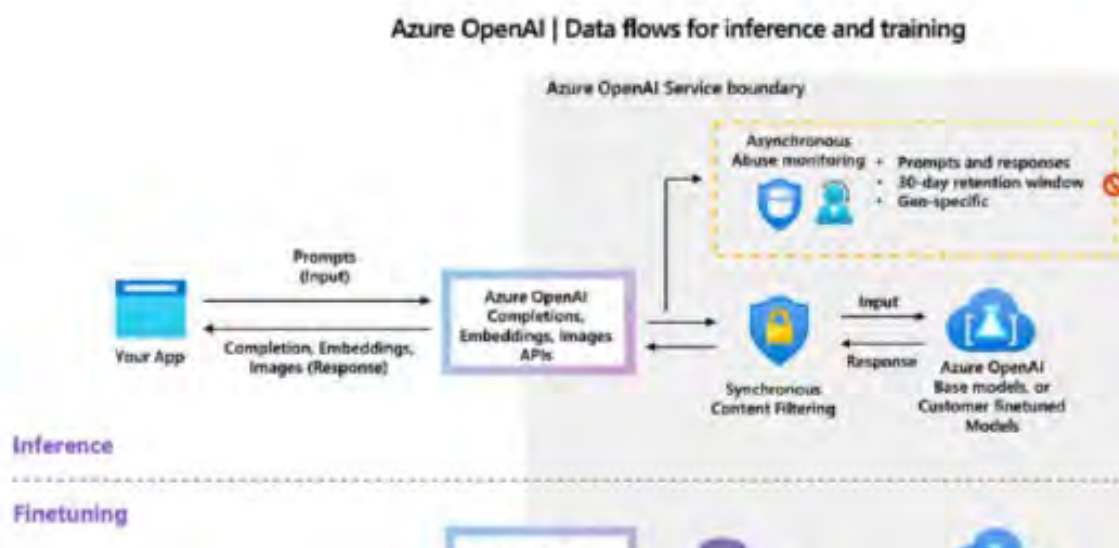 Azure OpenAI | Data flows for inference and training
Azure OpenAI Service boundary
Asynchronous
Abuse monitoring
• Prompts and responses
• 30-day retention window
• Geo-specific
Prompts
(Input)
Your App
Completion, Embeddings,
Images (Response)
Azure OpenAI
Completions,
Embeddings, Images
APIs
Synchronous
Content Filtering
Input
Response
Azure OpenAI
Base models, or
Customer finetuned
Models
Inference
Finetuning